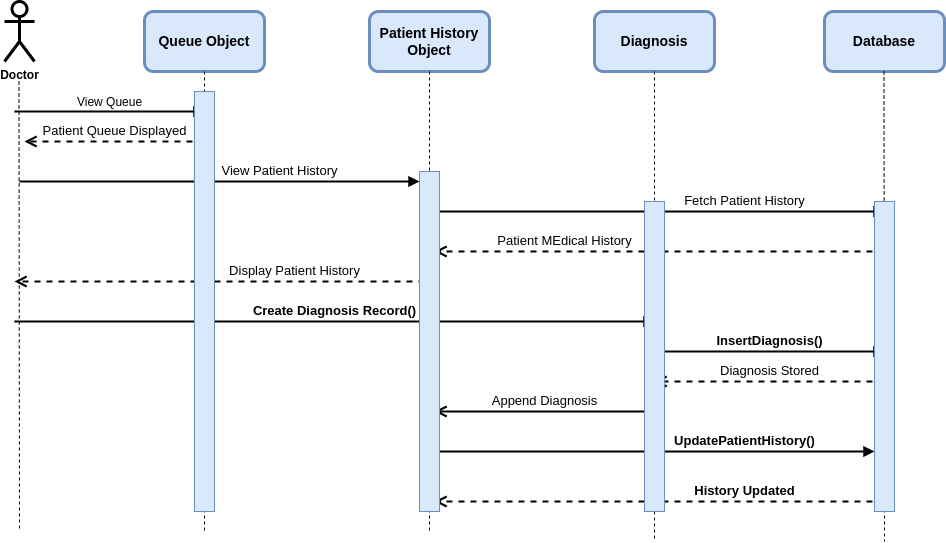 Doctor
Queue Object
Patient History
Object
Diagnosis
Database
View Queue
Patient Queue Displayed
View Patient History
Fetch Patient History
Patient MEdical History
Display Patient History
Create Diagnosis Record()
InsertDiagnosis()
Diagnosis Stored
Append Diagnosis
UpdatePatientHistory()
History Updated